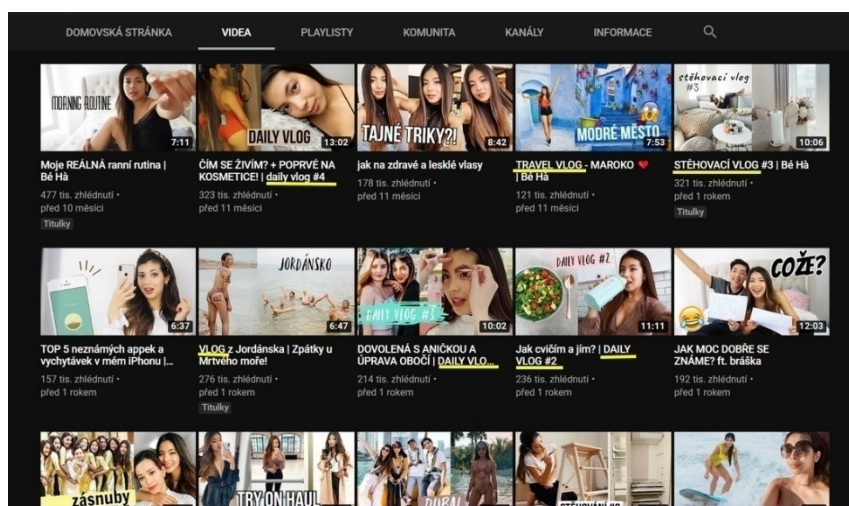 DOMOVSKÁ STRÁNKA VIDEA PLAYLISTY KOMUNITA KANÁLY INFORMACE
MORNING ROUTINE
7:11
DAILY VLOG
13:02
TAJNÉ TRIKY?!
8:42
MODRÉ MĚSTO
7:53
stěhovací vlog
#3
10:06
Moje REÁLNÁ ranní rutina |
Bé Hà
477 tis. zhlédnutí •
před 10 měsíci
Titulky
ČÍM SE ŽIVÍM? + POPRVÉ NA
KOSMETICE! | daily vlog #4
323 tis. zhlédnutí •
před 11 měsíci
jak na zdravé a lesklé vlasy
178 tis. zhlédnutí •
před 11 měsíci
TRAVEL VLOG - MAROKO ❤
| Bé Hà
121 tis. zhlédnutí •
před 11 měsíci
STĚHOVACÍ VLOG #3 | Bé Hà
321 tis. zhlédnutí •
před 1 rokem
Titulky
6:37
JORDÁNSKO
6:47
DAILY VLOG #3
10:02
DAILY VLOG #2
11:11
COŽE?
12:03
TOP 5 neznámých appek a
vychytávek v mém iPhonu |...
157 tis. zhlédnutí •
před 1 rokem
VLOG z Jordánska | Zpátky u
Mrtvého moře!
276 tis. zhlédnutí •
před 1 rokem
Titulky
DOVOLENÁ S ANIČKOU A
ÚPRAVA OBOČÍ | DAILY VLO...
214 tis. zhlédnutí •
před 1 rokem
Jak cvičím a jím? | DAILY
VLOG #2
236 tis. zhlédnutí •
před 1 rokem
JAK MOC DOBŘE SE
ZNÁME? ft. bráška
192 tis. zhlédnutí •
před 1 rokem
zásnuby
TRY ON HAUL
DUBAI
STĚHOVÁNÍ #2